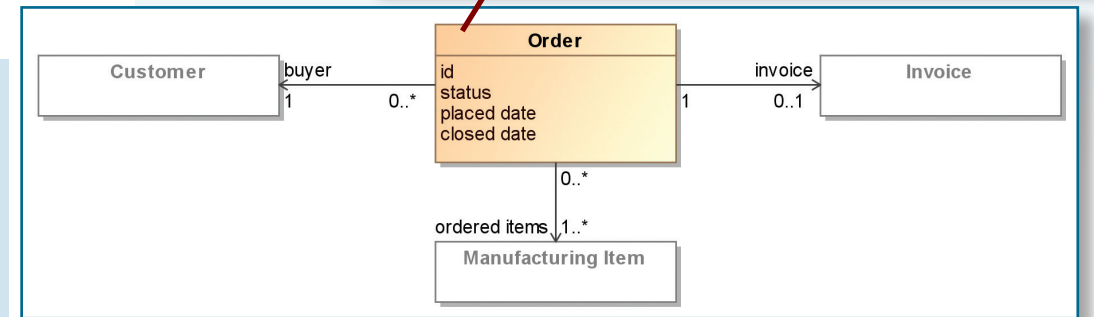 Order
Customer
buyer
invoice
Invoice
id
status
placed date
closed date
1
0..*
1
0..1
0..*
ordered items
1..*
Manufacturing Item